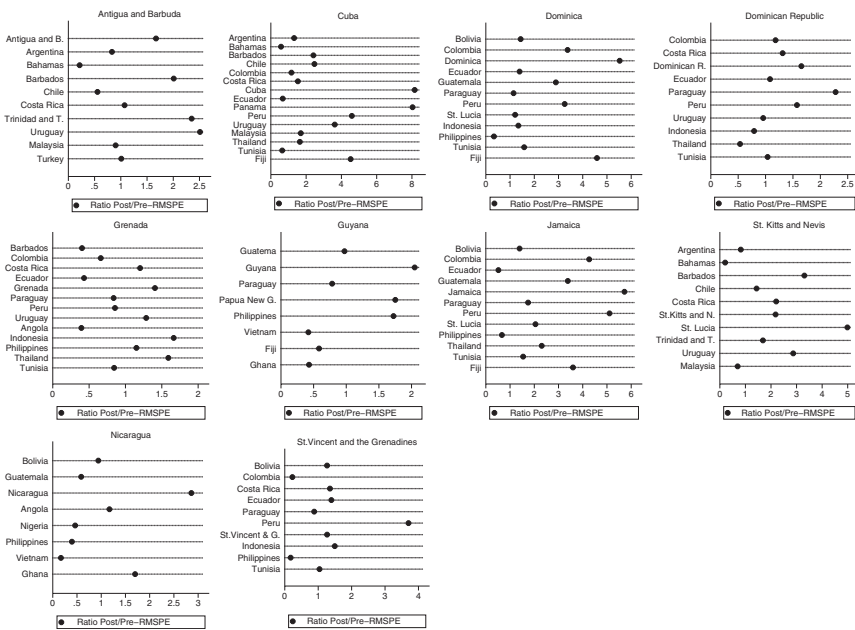 Antigua and Barbuda
Antigua and B.
Argentina
Bahamas
Barbados
Chile
Costa Rica
Trinidad and T.
Uruguay
Malaysia
Turkey
0 .5 1 1.5 2 2.5
Ratio Post/Pre−RMSPE
Cuba
Argentina
Bahamas
Barbados
Chile
Colombia
Costa Rica
Cuba
Ecuador
Panama
Peru
Uruguay
Malaysia
Thailand
Tunisia
Fiji
0 2 4 6 8
Ratio Post/Pre−RMSPE
Dominica
Bolivia
Colombia
Dominica
Ecuador
Guatemala
Paraguay
Peru
St. Lucia
Indonesia
Philippines
Tunisia
Fiji
0 1 2 3 4 5 6
Ratio Post/Pre−RMSPE
Dominican Republic
Colombia
Costa Rica
Dominican R.
Ecuador
Paraguay
Peru
Uruguay
Indonesia
Thailand
Tunisia
0 .5 1 1.5 2 2.5
Ratio Post/Pre−RMSPE
Grenada
Barbados
Colombia
Costa Rica
Ecuador
Grenada
Paraguay
Peru
Uruguay
Angola
Indonesia
Philippines
Thailand
Tunisia
0 .5 1 1.5 2
Ratio Post/Pre−RMSPE
Guyana
Guatema
Guyana
Paraguay
Papua New G.
Philippines
Vietnam
Fiji
Ghana
0 .5 1 1.5 2
Ratio Post/Pre−RMSPE
Jamaica
Bolivia
Colombia
Ecuador
Guatemala
Jamaica
Paraguay
Peru
St. Lucia
Philippines
Thailand
Tunisia
Fiji
0 1 2 3 4 5 6
Ratio Post/Pre−RMSPE
St. Kitts and Nevis
Argentina
Bahamas
Barbados
Chile
Costa Rica
St.Kitts and N.
St. Lucia
Trinidad and T.
Uruguay
Malaysia
0 1 2 3 4 5
Ratio Post/Pre−RMSPE
Nicaragua
Bolivia
Guatemala
Nicaragua
Angola
Nigeria
Philippines
Vietnam
Ghana
0 .5 1 1.5 2 2.5 3
Ratio Post/Pre−RMSPE
St.Vincent and the Grenadines
Bolivia
Colombia
Costa Rica
Ecuador
Paraguay
Peru
St.Vincent & G.
Indonesia
Philippines
Tunisia
0 1 2 3 4
Ratio Post/Pre−RMSPE